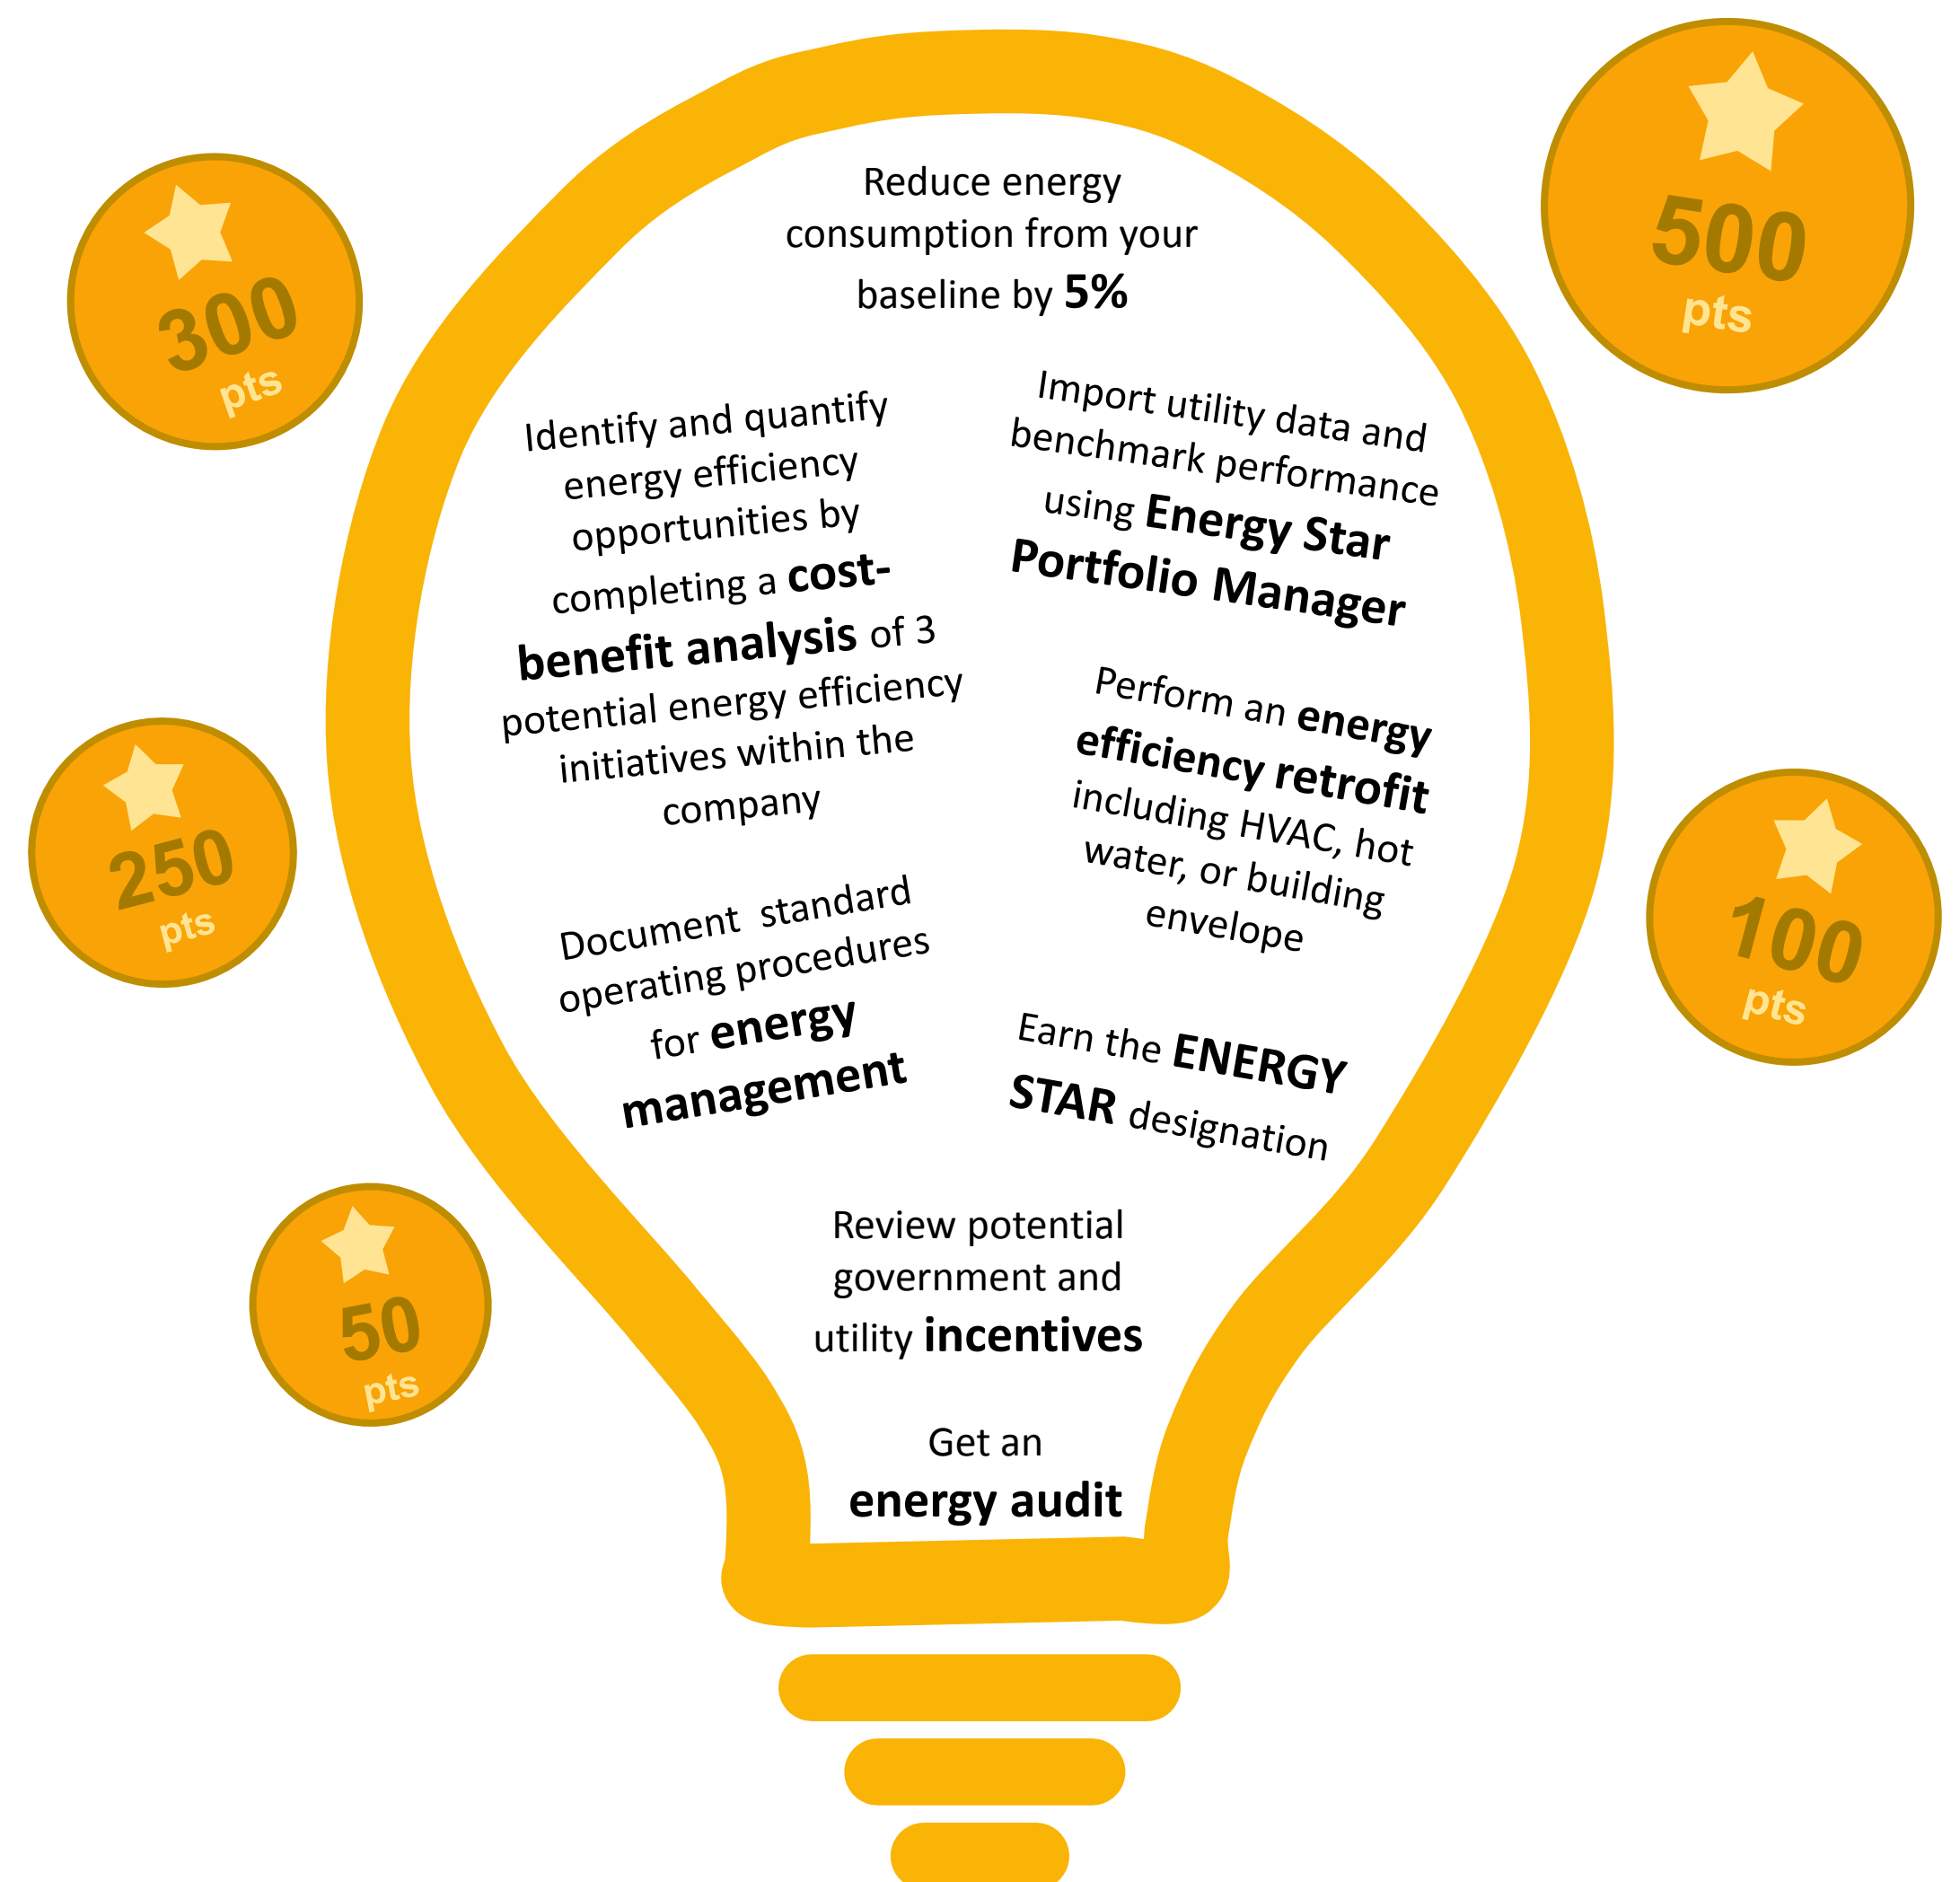 Reduce energy
consumption from your
baseline by 5%
Identify and quantify
energy efficiency
opportunities by
completing a cost-
benefit analysis of 3
potential energy efficiency
initiatives within the
company
Import utility data and
benchmark performance
using Energy Star
Portfolio Manager
Perform an energy
efficiency retrofit
including HVAC, hot
water, or building
envelope
Document standard
operating procedures
for energy
management
Earn the ENERGY
STAR designation
Review potential
government and
utility incentives
Get an
energy audit
300
pts
250
pts
50
pts
500
pts
100
pts